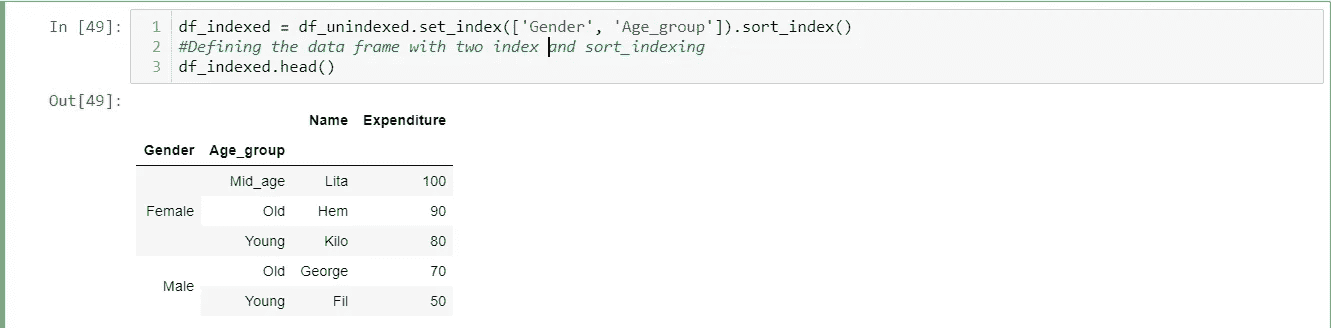 In [49]:
1 df_indexed = df_unindexed.set_index(['Gender', 'Age_group']).sort_index()
2 #Defining the data frame with two index and sort_indexing
3 df_indexed.head()
Out[49]:
Name Expenditure
Gender Age_group
Mid_age Lita 100
Female Old Hem 90
Young Kilo 80
Old George 70
Male
Young Fil 50